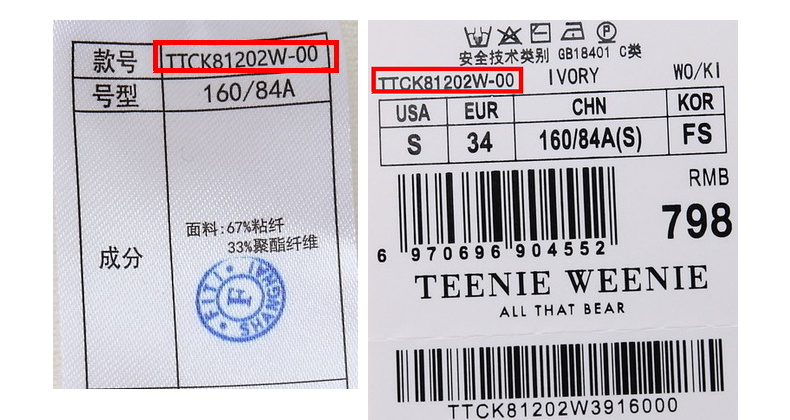 款号 TTCK81202W-00
号型 160/84A
成分
面料:67%粘纤
33%聚酯纤维
FITI
F
SHANGHAI
安全技术类别 GB18401 C类
TTCK81202W-00 IVORY WO/KI
USA EUR CHN KOR
S 34 160/84A(S) FS
RMB
798
6 970696 904552
TEENIE WEENIE
ALL THAT BEAR
TTCK81202W3916000